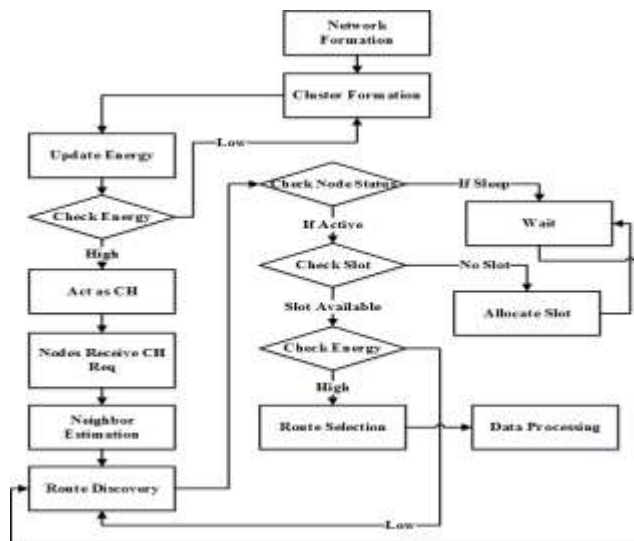 Network
Formation
Cluster Formation
Low
Update Energy
Check Energy
High
Act as CH
Nodes Receive CH
Req
Neighbor
Estimation
Route Discovery
Check Node Status
If Sleep
Wait
If Active
Check Slot
No Slot
Allocate Slot
Slot Available
Check Energy
High
Route Selection
Data Processing
Low